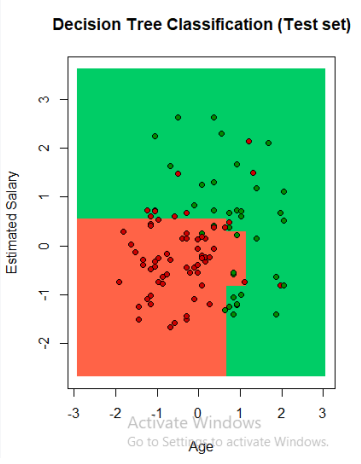 Decision Tree Classification (Test set)
Estimated Salary
3
2
1
0
-1
-2
-3
-2
-1
0
1
2
3
Age
Activate Windows
Go to Settings to activate Windows.